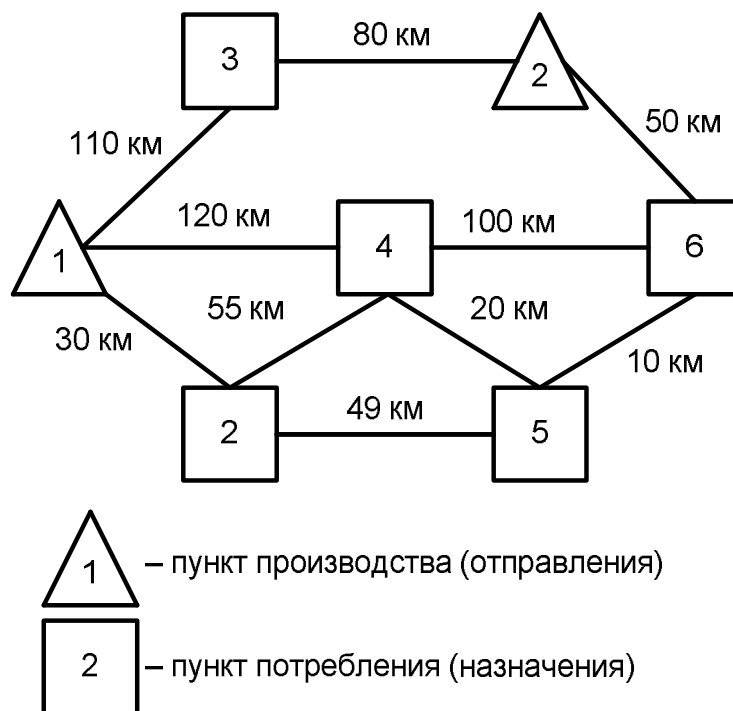 80 км
3
2
50 км
110 км
120 км
100 км
1
4
6
55 км
20 км
30 км
10 км
49 км
2
5
1 – пункт производства (отправления)
2 – пункт потребления (назначения)